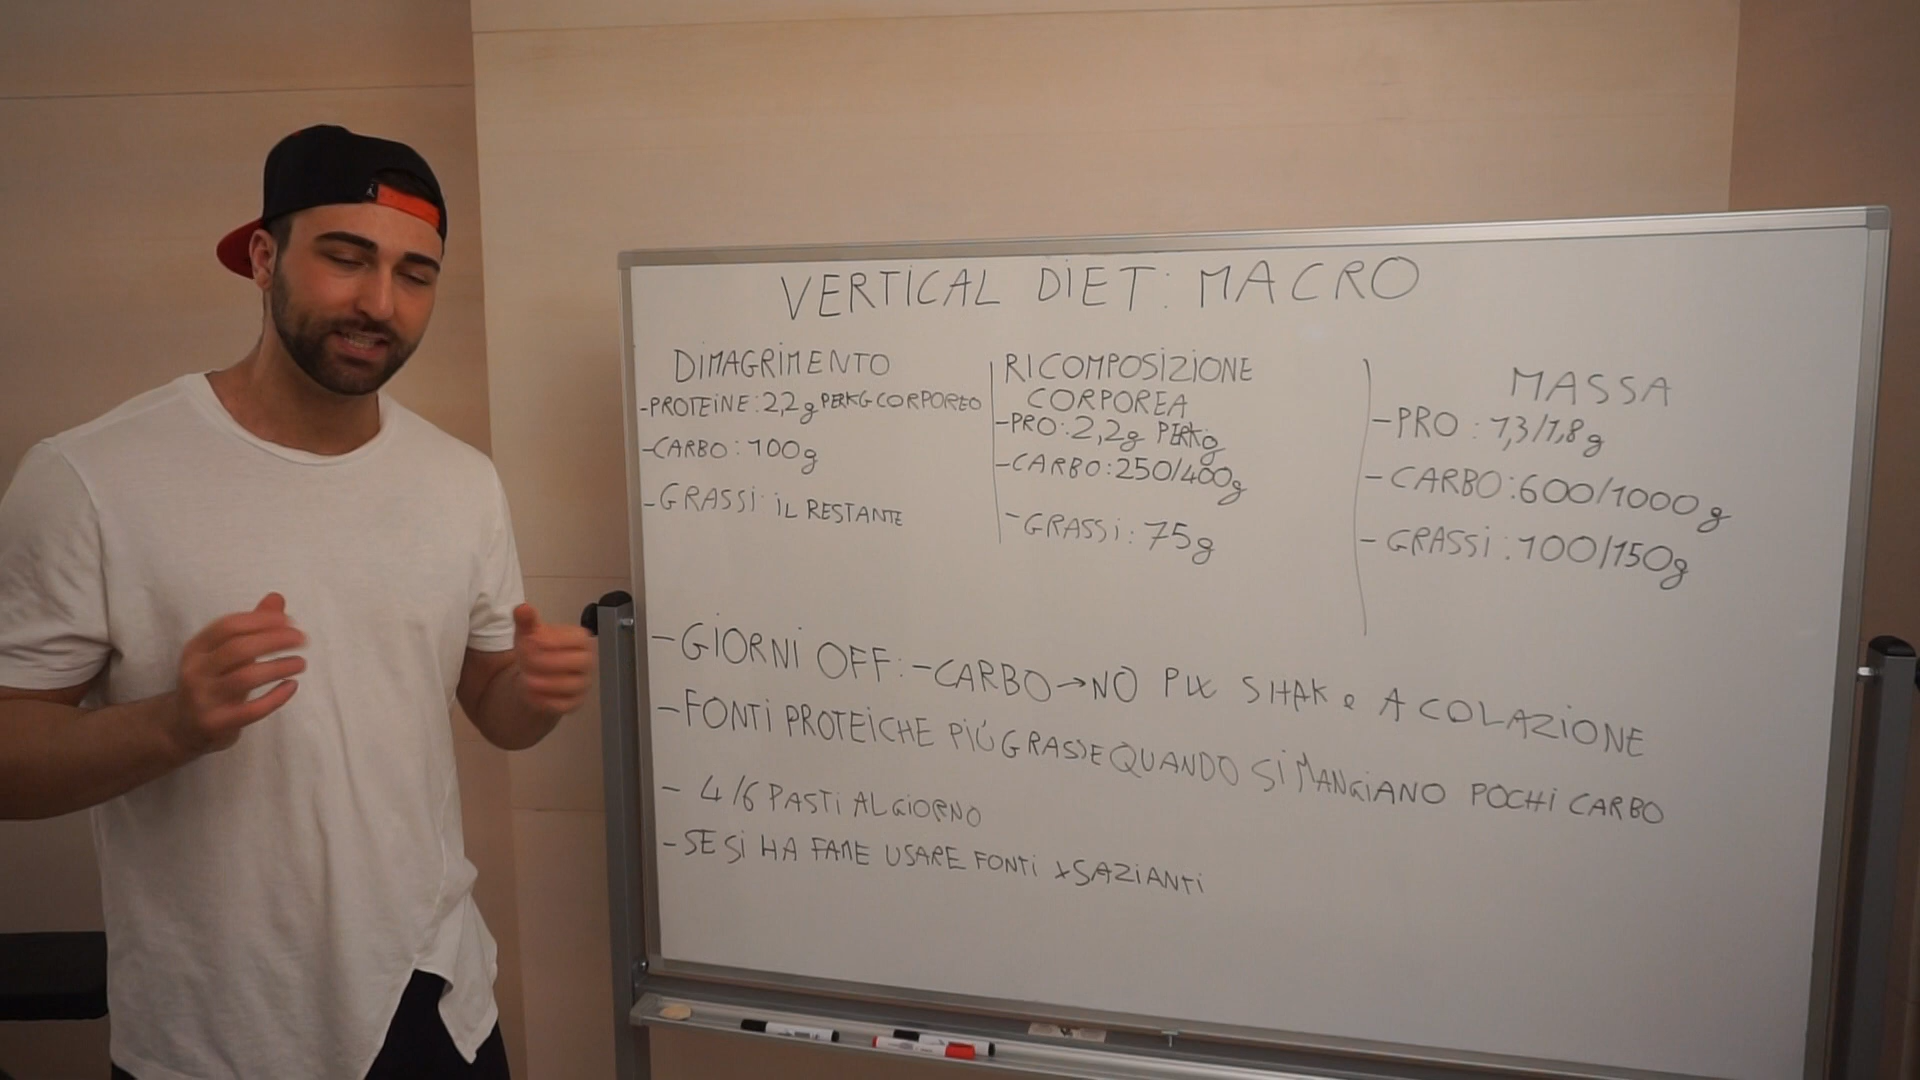 VERTICAL DIET: MACRO
DIMAGRIMENTO
-PROTEINE: 2,2g PER KG CORPOREO
-CARBO: 100g
-GRASSI: IL RESTANTE
RICOMPOSIZIONE
CORPOREA
-PRO: 2,2g PER Kg
-CARBO: 250/400g
-GRASSI: 75g
MASSA
-PRO: 1,3/1,8g
-CARBO: 600/1000g
-GRASSI: 100/150g
-GIORNI OFF: -CARBO→NO PIÙ SHAKe A COLAZIONE
-FONTI PROTEICHE PIÙ GRASSE QUANDO SI MANGIANO POCHI CARBO
- 4/6 PASTI AL GIORNO
-SE SI HA FAME USARE FONTI +SAZIANTI